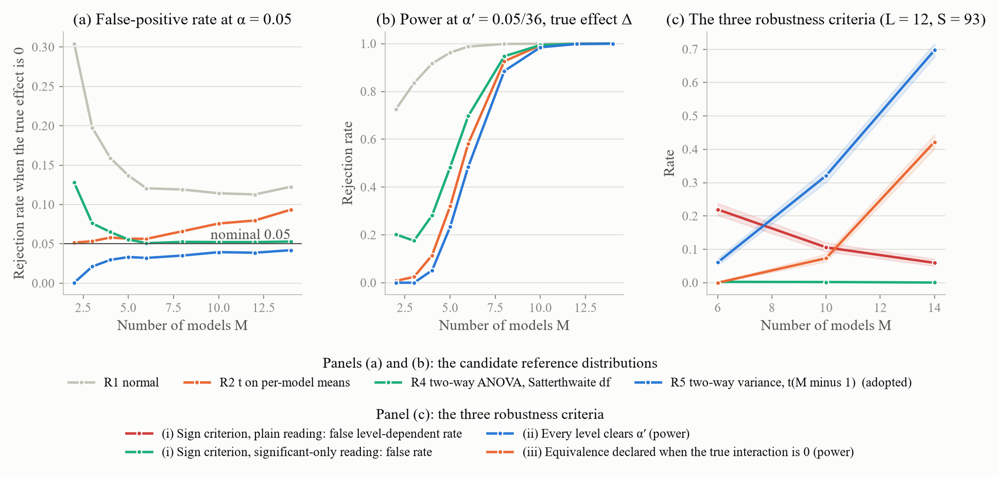 (a) False-positive rate at α = 0.05
(b) Power at α′ = 0.05/36, true effect Δ
(c) The three robustness criteria (L = 12, S = 93)
Rejection rate when the true effect is 0
0.30
0.25
0.20
0.15
0.10
0.05
0.00
nominal 0.05
2.5 5.0 7.5 10.0 12.5
Number of models M
Rejection rate
1.0
0.8
0.6
0.4
0.2
0.0
2.5 5.0 7.5 10.0 12.5
Number of models M
Rate
0.7
0.6
0.5
0.4
0.3
0.2
0.1
0.0
6 8 10 12 14
Number of models M
Panels (a) and (b): the candidate reference distributions
R1 normal
R2 t on per-model means
R4 two-way ANOVA, Satterthwaite df
R5 two-way variance, t(M minus 1) (adopted)
Panel (c): the three robustness criteria
(i) Sign criterion, plain reading: false level-dependent rate
(ii) Every level clears α′ (power)
(i) Sign criterion, significant-only reading: false rate
(iii) Equivalence declared when the true interaction is 0 (power)